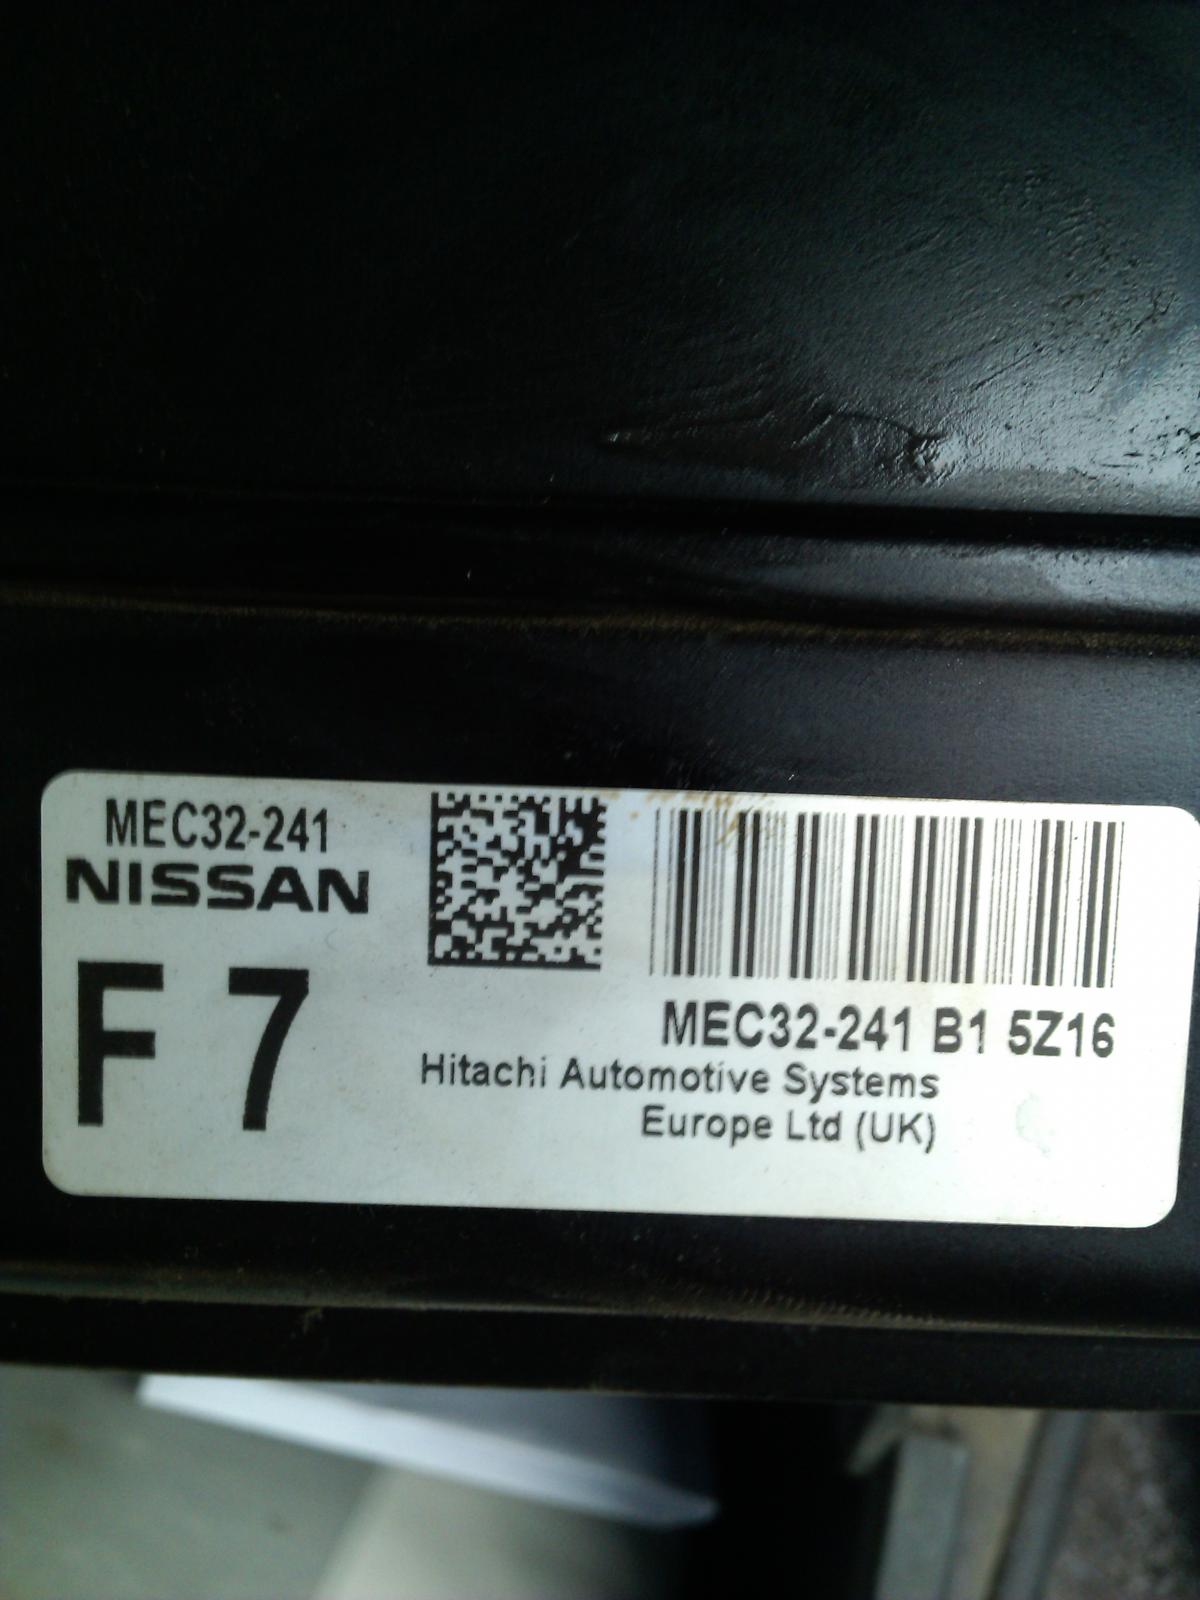 MEC32-241
NISSAN
F 7
MEC32-241 B1 5Z16
Hitachi Automotive Systems
Europe Ltd (UK)